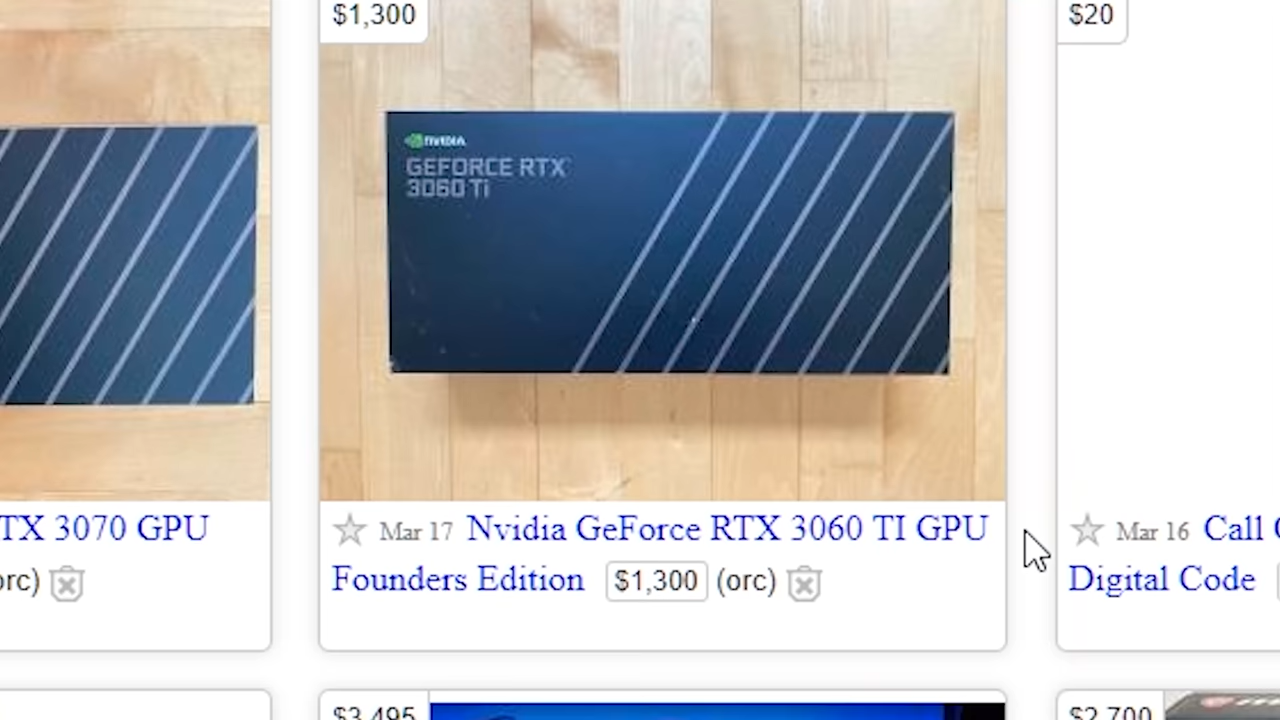 $1,300
$20
NVIDIA
GEFORCE RTX
3060 Ti
TX 3070 GPU
orc)
Mar 17 Nvidia GeForce RTX 3060 TI GPU
Founders Edition $1,300 (orc)
Mar 16 Call
Digital Code
$3,495
$2,700